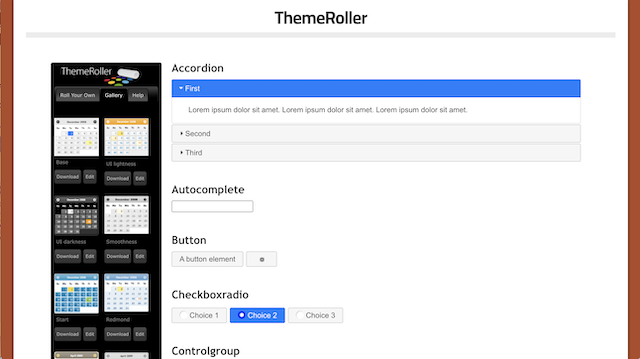 ThemeRoller
ThemeRoller
Roll Your Own
Gallery
Help
Base
Download
Edit
UI lightness
Download
Edit
UI darkness
Download
Edit
Smoothness
Download
Edit
Start
Download
Edit
Redmond
Download
Edit
Accordion
First
Lorem ipsum dolor sit amet. Lorem ipsum dolor sit amet. Lorem ipsum dolor sit amet.
Second
Third
Autocomplete
Button
A button element
Checkboxradio
Choice 1
Choice 2
Choice 3
Controlgroup